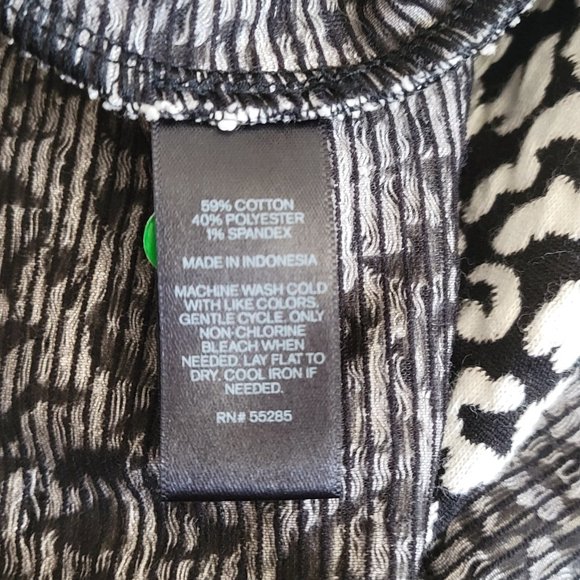 59% COTTON
40% POLYESTER
1% SPANDEX
MADE IN INDONESIA
MACHINE WASH COLD
WITH LIKE COLORS.
GENTLE CYCLE. ONLY
NON-CHLORINE
BLEACH WHEN
NEEDED. LAY FLAT TO
DRY. COOL IRON IF
NEEDED.
RN# 55285